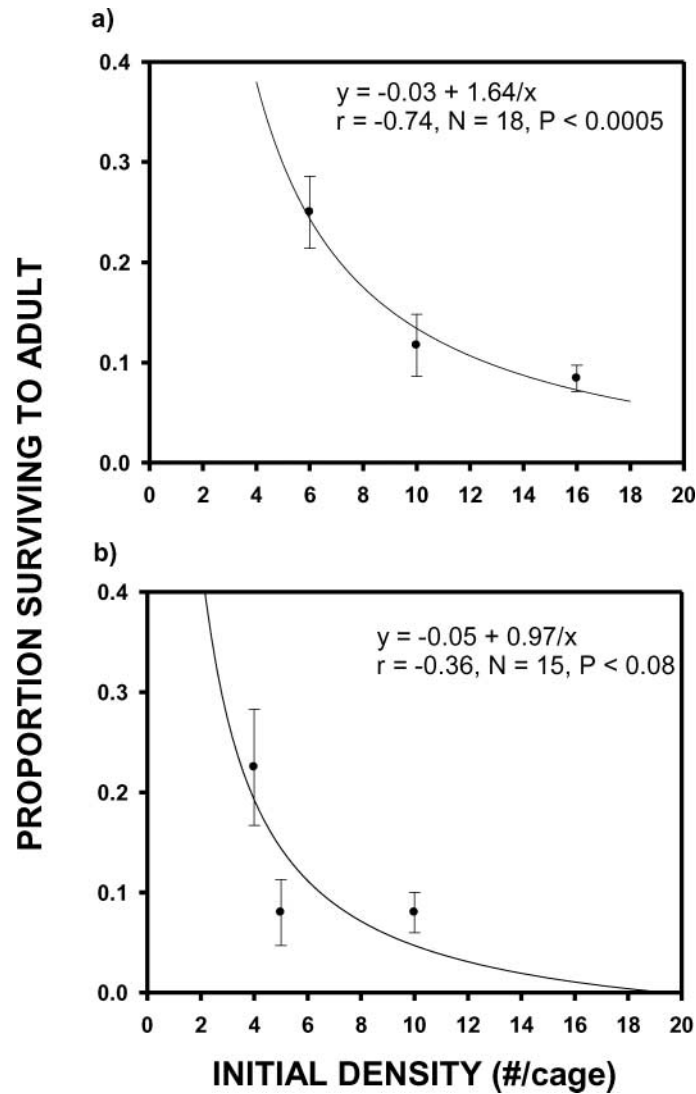 a)
PROPORTION SURVIVING TO ADULT
0.4
y = -0.03 + 1.64/x
r = -0.74, N = 18, P < 0.0005
0.3
0.2
0.1
0.0
0 2 4 6 8 10 12 14 16 18 20
b)
0.4
y = -0.05 + 0.97/x
r = -0.36, N = 15, P < 0.08
0.3
0.2
0.1
0.0
0 2 4 6 8 10 12 14 16 18 20
INITIAL DENSITY (#/cage)